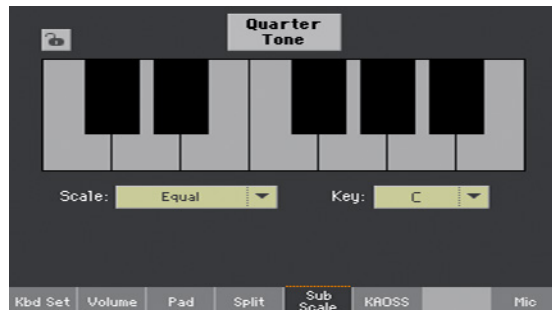 Quarter
Tone
Scale: Equal Key: C
Kbd Set Volume Pad Split Sub Scale KAOSS Mic